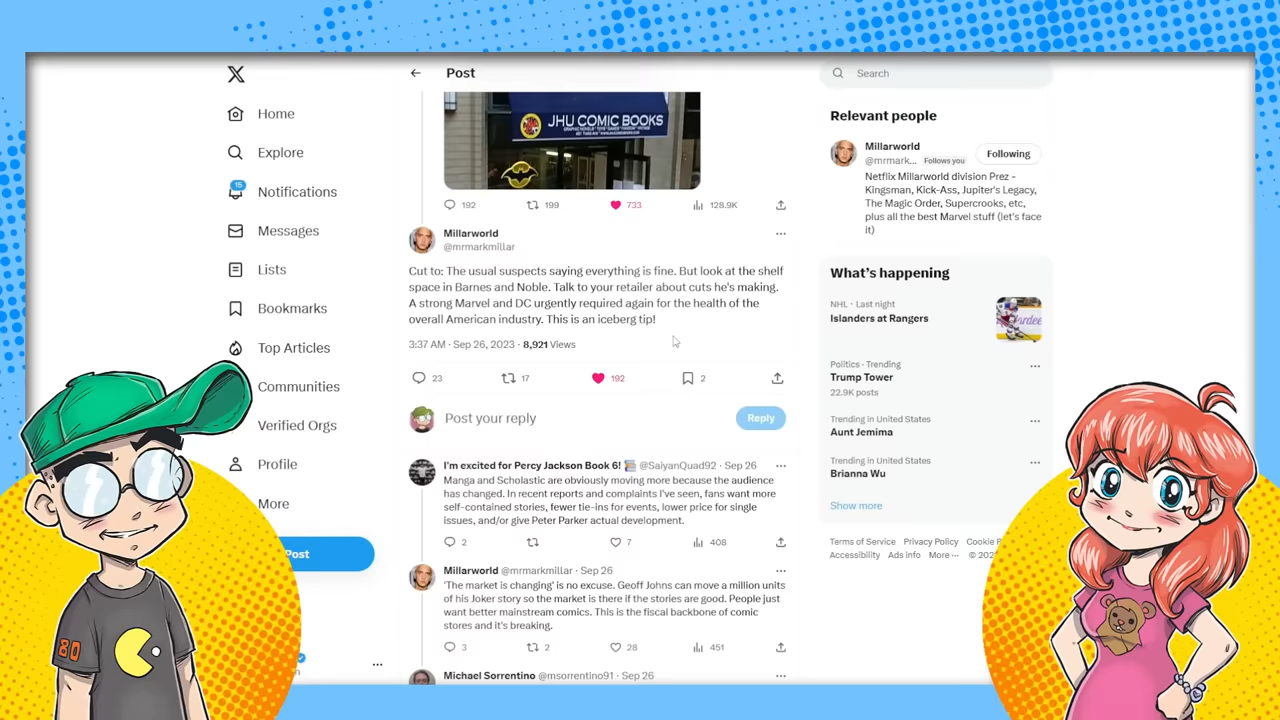 Home
Explore
15
Notifications
Messages
Lists
Bookmarks
Top Articles
Communities
Verified Orgs
Profile
More
Post
80
Post
JHU COMIC BOOKS
192 199 733 128.9K
Millarworld
@mrmarkmillar
Cut to: The usual suspects saying everything is fine. But look at the shelf
space in Barnes and Noble. Talk to your retailer about cuts he's making.
A strong Marvel and DC urgently required again for the health of the
overall American industry. This is an iceberg tip!
3:37 AM · Sep 26, 2023 · 8,921 Views
23 17 192 2
Post your reply
Reply
I'm excited for Percy Jackson Book 6! @SaiyanQuad92 · Sep 26
Manga and Scholastic are obviously moving more because the audience
has changed. In recent reports and complaints I've seen, fans want more
self-contained stories, fewer tie-ins for events, lower price for single
issues, and/or give Peter Parker actual development.
2 7 408
Millarworld @mrmarkmillar · Sep 26
'The market is changing' is no excuse. Geoff Johns can move a million units
of his Joker story so the market is there if the stories are good. People just
want better mainstream comics. This is the fiscal backbone of comic
stores and it's breaking.
3 2 28 451
Michael Sorrentino @msorrentino91 · Sep 26
Search
Relevant people
Millarworld
@mrmark... Follows you
Following
Netflix Millarworld division Prez -
Kingsman, Kick-Ass, Jupiter's Legacy,
The Magic Order, Supercrooks, etc,
plus all the best Marvel stuff (let's face
it)
What's happening
NHL · Last night
Islanders at Rangers
Politics · Trending
Trump Tower
22.9K posts
Trending in United States
Aunt Jemima
Trending in United States
Brianna Wu
Show more
Terms of Service Privacy Policy Cookie P
Accessibility Ads info More ··· © 202